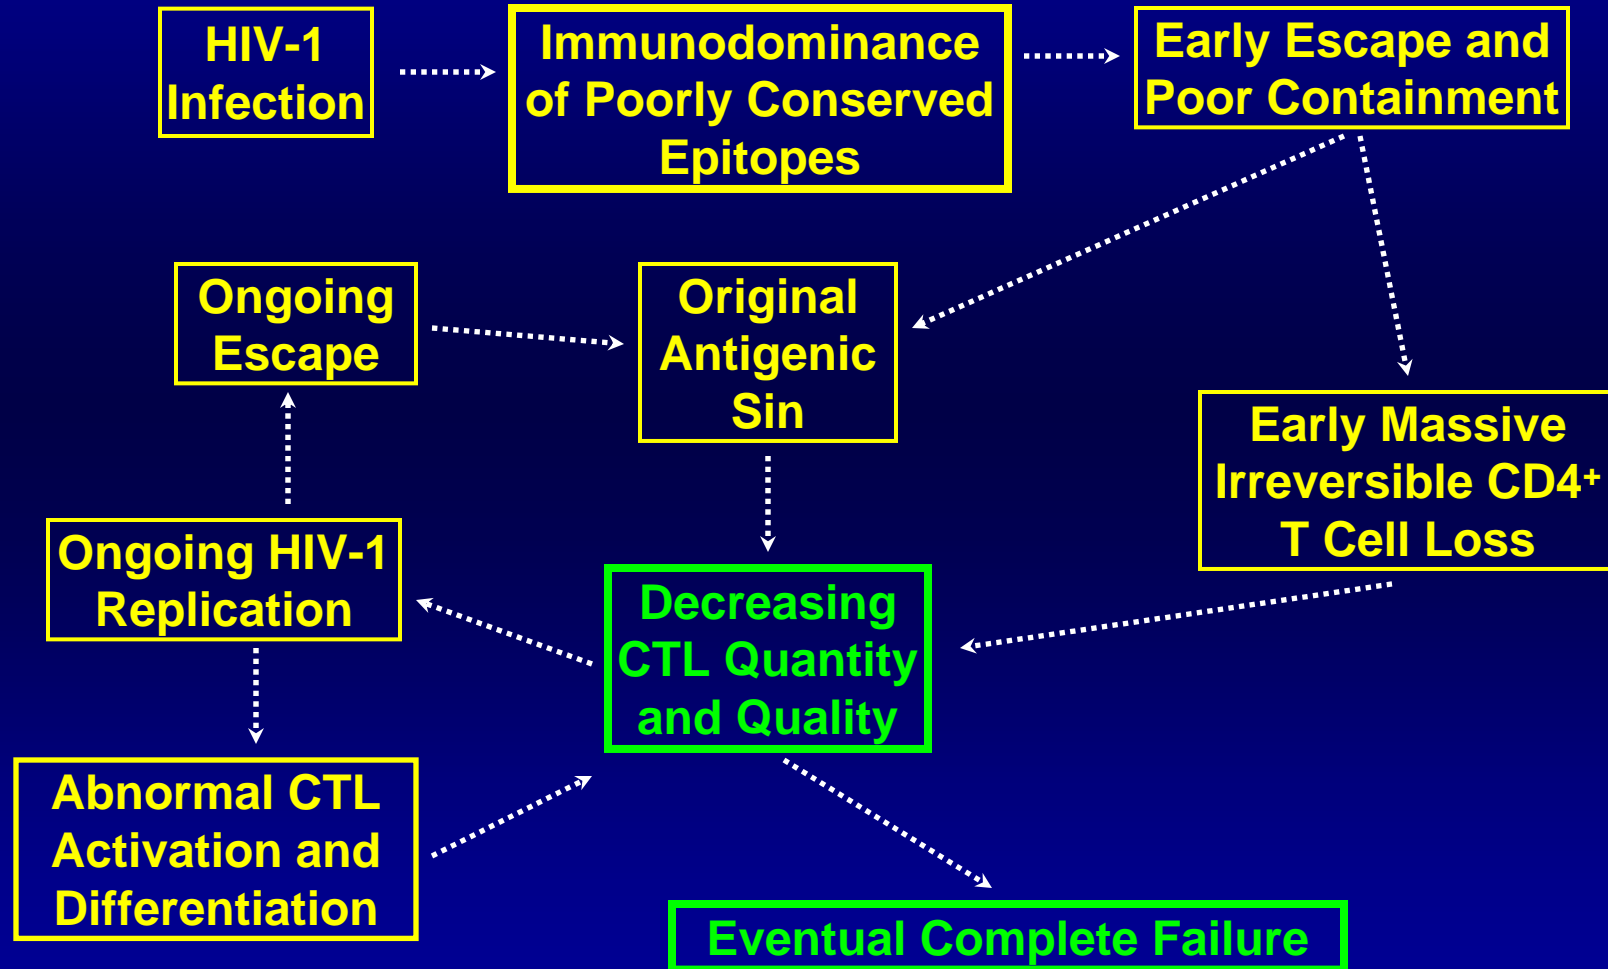 HIV-1
Infection
Immunodominance
of Poorly Conserved
Epitopes
Early Escape and
Poor Containment
Ongoing
Escape
Original
Antigenic
Sin
Early Massive
Irreversible CD4⁺
T Cell Loss
Ongoing HIV-1
Replication
Decreasing
CTL Quantity
and Quality
Abnormal CTL
Activation and
Differentiation
Eventual Complete Failure